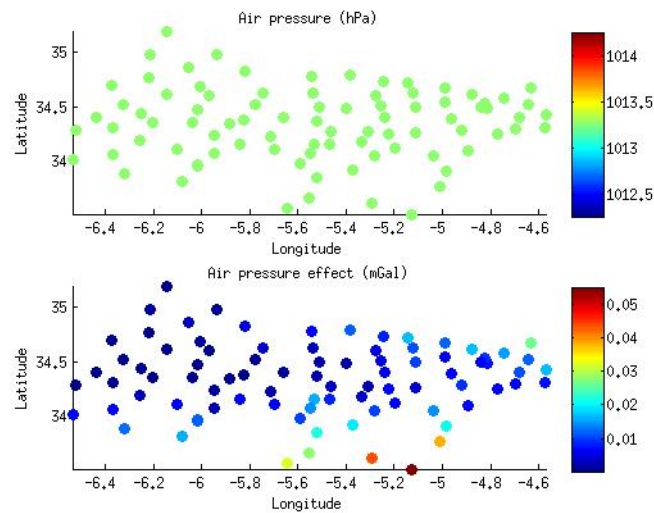 Air pressure (hPa)
35
34.5
34
Latitude
-6.4 -6.2 -6 -5.8 -5.6 -5.4 -5.2 -5 -4.8 -4.6
Longitude
1014
1013.5
1013
1012.5
Air pressure effect (mGal)
35
34.5
34
Latitude
-6.4 -6.2 -6 -5.8 -5.6 -5.4 -5.2 -5 -4.8 -4.6
Longitude
0.05
0.04
0.03
0.02
0.01